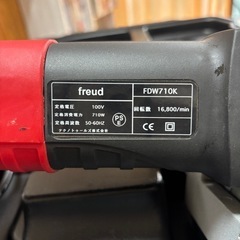 freud
FDW710K
定格電圧 100V
定格消費電力 710W
定格周波数 50-60HZ
テクノトゥールズ株式会社
PSE
回転数 16,800/min
CE